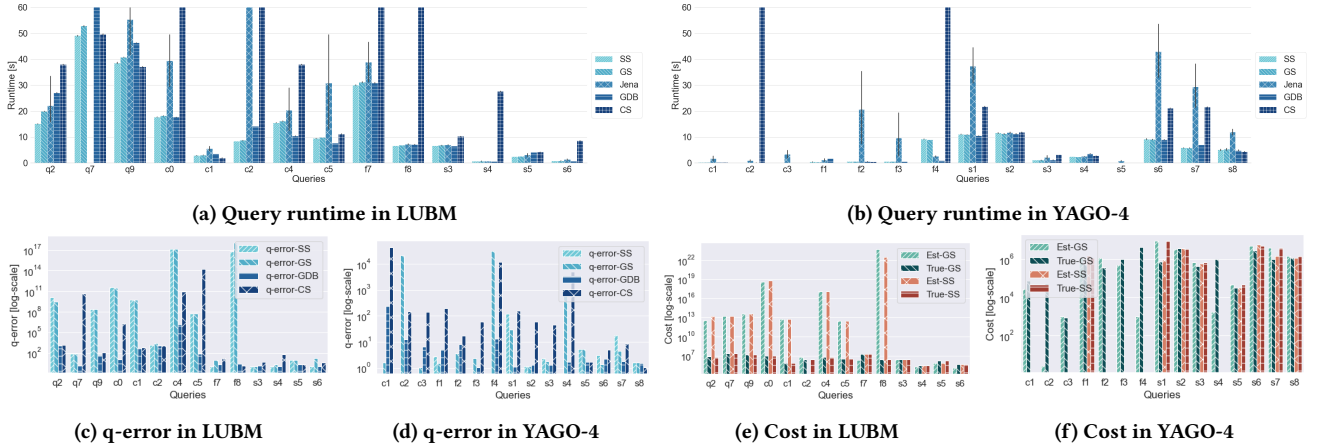 60
50
40
30
20
10
0
Runtime [s]
q2 q7 q9 c0 c1 c2 c4 c5 f7 f8 s3 s4 s5 s6
Queries
SS
GS
Jena
GDB
CS
(a) Query runtime in LUBM
60
50
40
30
20
10
0
Runtime [s]
c1 c2 c3 f1 f2 f3 f4 s1 s2 s3 s4 s5 s6 s7 s8
Queries
SS
GS
Jena
GDB
CS
(b) Query runtime in YAGO-4
10^17
10^14
10^11
10^8
10^5
10^2
q-error [log-scale]
q2 q7 q9 c0 c1 c2 c4 c5 f7 f8 s3 s4 s5 s6
Queries
q-error-SS
q-error-GS
q-error-GDB
q-error-CS
(c) q-error in LUBM
10^4
10^3
10^2
10^1
10^0
q-error [log-scale]
c1 c2 c3 f1 f2 f3 f4 s1 s2 s3 s4 s5 s6 s7 s8
Queries
q-error-SS
q-error-GS
q-error-GDB
q-error-CS
(d) q-error in YAGO-4
10^22
10^19
10^16
10^13
10^10
10^7
Cost [log-scale]
q2 q7 q9 c0 c1 c2 c4 c5 f7 f8 s3 s4 s5 s6
Queries
Est-GS
True-GS
Est-SS
True-SS
(e) Cost in LUBM
10^6
10^4
10^2
Cost [log-scale]
c1 c2 c3 f1 f2 f3 f4 s1 s2 s3 s4 s5 s6 s7 s8
Queries
Est-GS
True-GS
Est-SS
True-SS
(f) Cost in YAGO-4